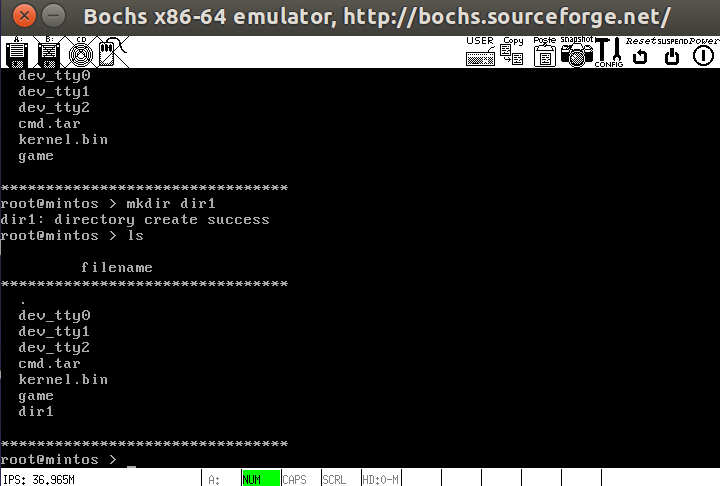 Bochs x86-64 emulator, http://bochs.sourceforge.net/
A: B: CD USER Copy Paste snapshot CONFIG Reset SUSPEND Power
dev_tty0
dev_tty1
dev_tty2
cmd.tar
kernel.bin
game
********************************
root@mintos > mkdir dir1
dir1: directory create success
root@mintos > ls
filename
********************************
.
dev_tty0
dev_tty1
dev_tty2
cmd.tar
kernel.bin
game
dir1
********************************
root@mintos > _
IPS: 36.965M A: NUM CAPS SCRL HD:0-M